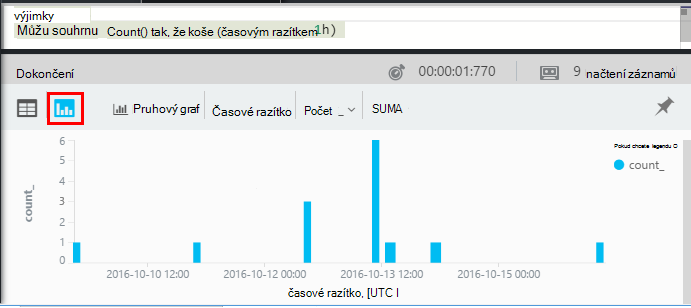 výjimky
Můžu souhrnu Count() tak, že koše (časovým razítkem 1h)
Dokončení 00:00:01:770 9 načtení záznamů
Pruhový graf Časové razítko Počet _ SUMA
Pokud chcete legendu O
count_
count_
6
5
4
3
2
1
0
2016-10-10 12:00 2016-10-12 00:00 2016-10-13 12:00 2016-10-15 00:00
časové razítko, [UTC I